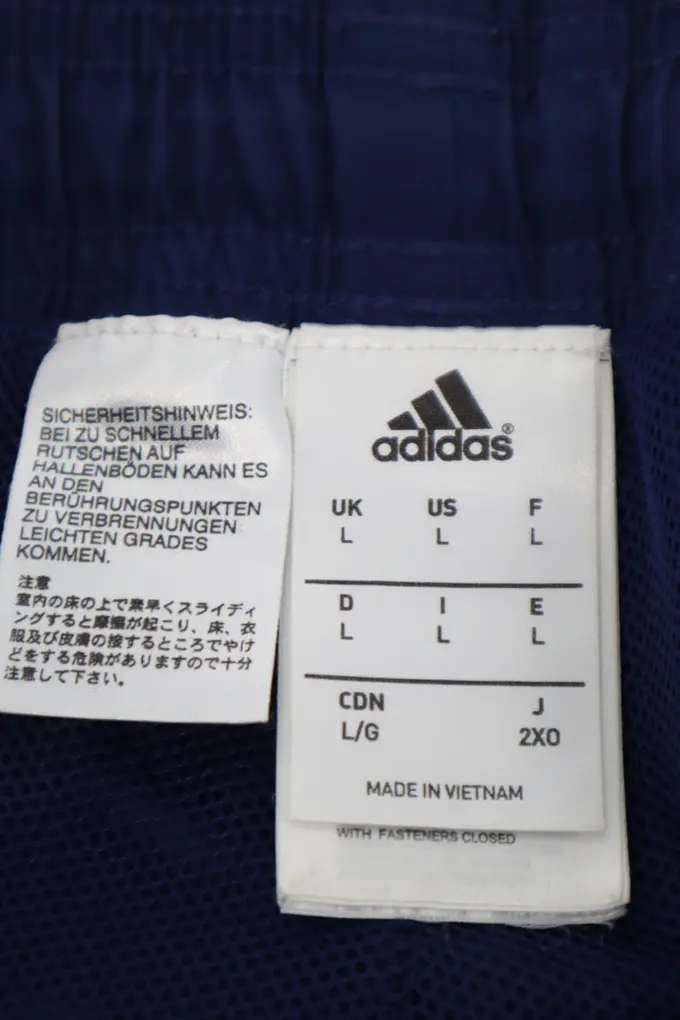 SICHERHEITSHINWEIS:
BEI ZU SCHNELLEM
RUTSCHEN AUF
HALLENBÖDEN KANN ES
AN DEN
BERÜHRUNGSPUNKTEN
ZU VERBRENNUNGEN
LEICHTEN GRADES
KOMMEN.
注意
室内の床の上で素早くスライディ
ングすると摩擦が起こり、床、衣
服及び皮膚の接するところでやけ
どをする危険がありますので十分
注意して下さい。
adidas®
UK US F
L L L
D I E
L L L
CDN J
L/G 2XO
MADE IN VIETNAM
WITH FASTENERS CLOSED